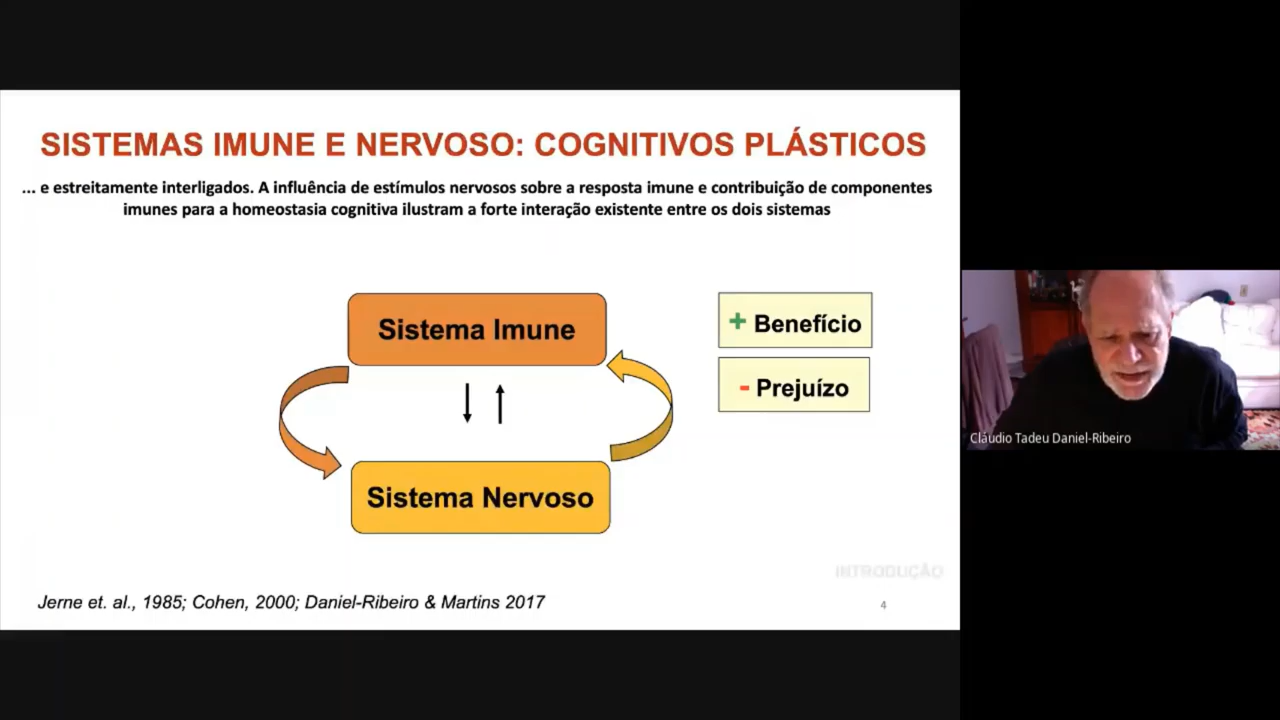 SISTEMAS IMUNE E NERVOSO: COGNITIVOS PLÁSTICOS
... e estreitamente interligados. A influência de estímulos nervosos sobre a resposta imune e contribuição de componentes
imunes para a homeostasia cognitiva ilustram a forte interação existente entre os dois sistemas
Sistema Imune
+ Benefício
- Prejuízo
Sistema Nervoso
INTRODUÇÃO
Jerne et. al., 1985; Cohen, 2000; Daniel-Ribeiro & Martins 2017
4
Cláudio Tadeu Daniel-Ribeiro